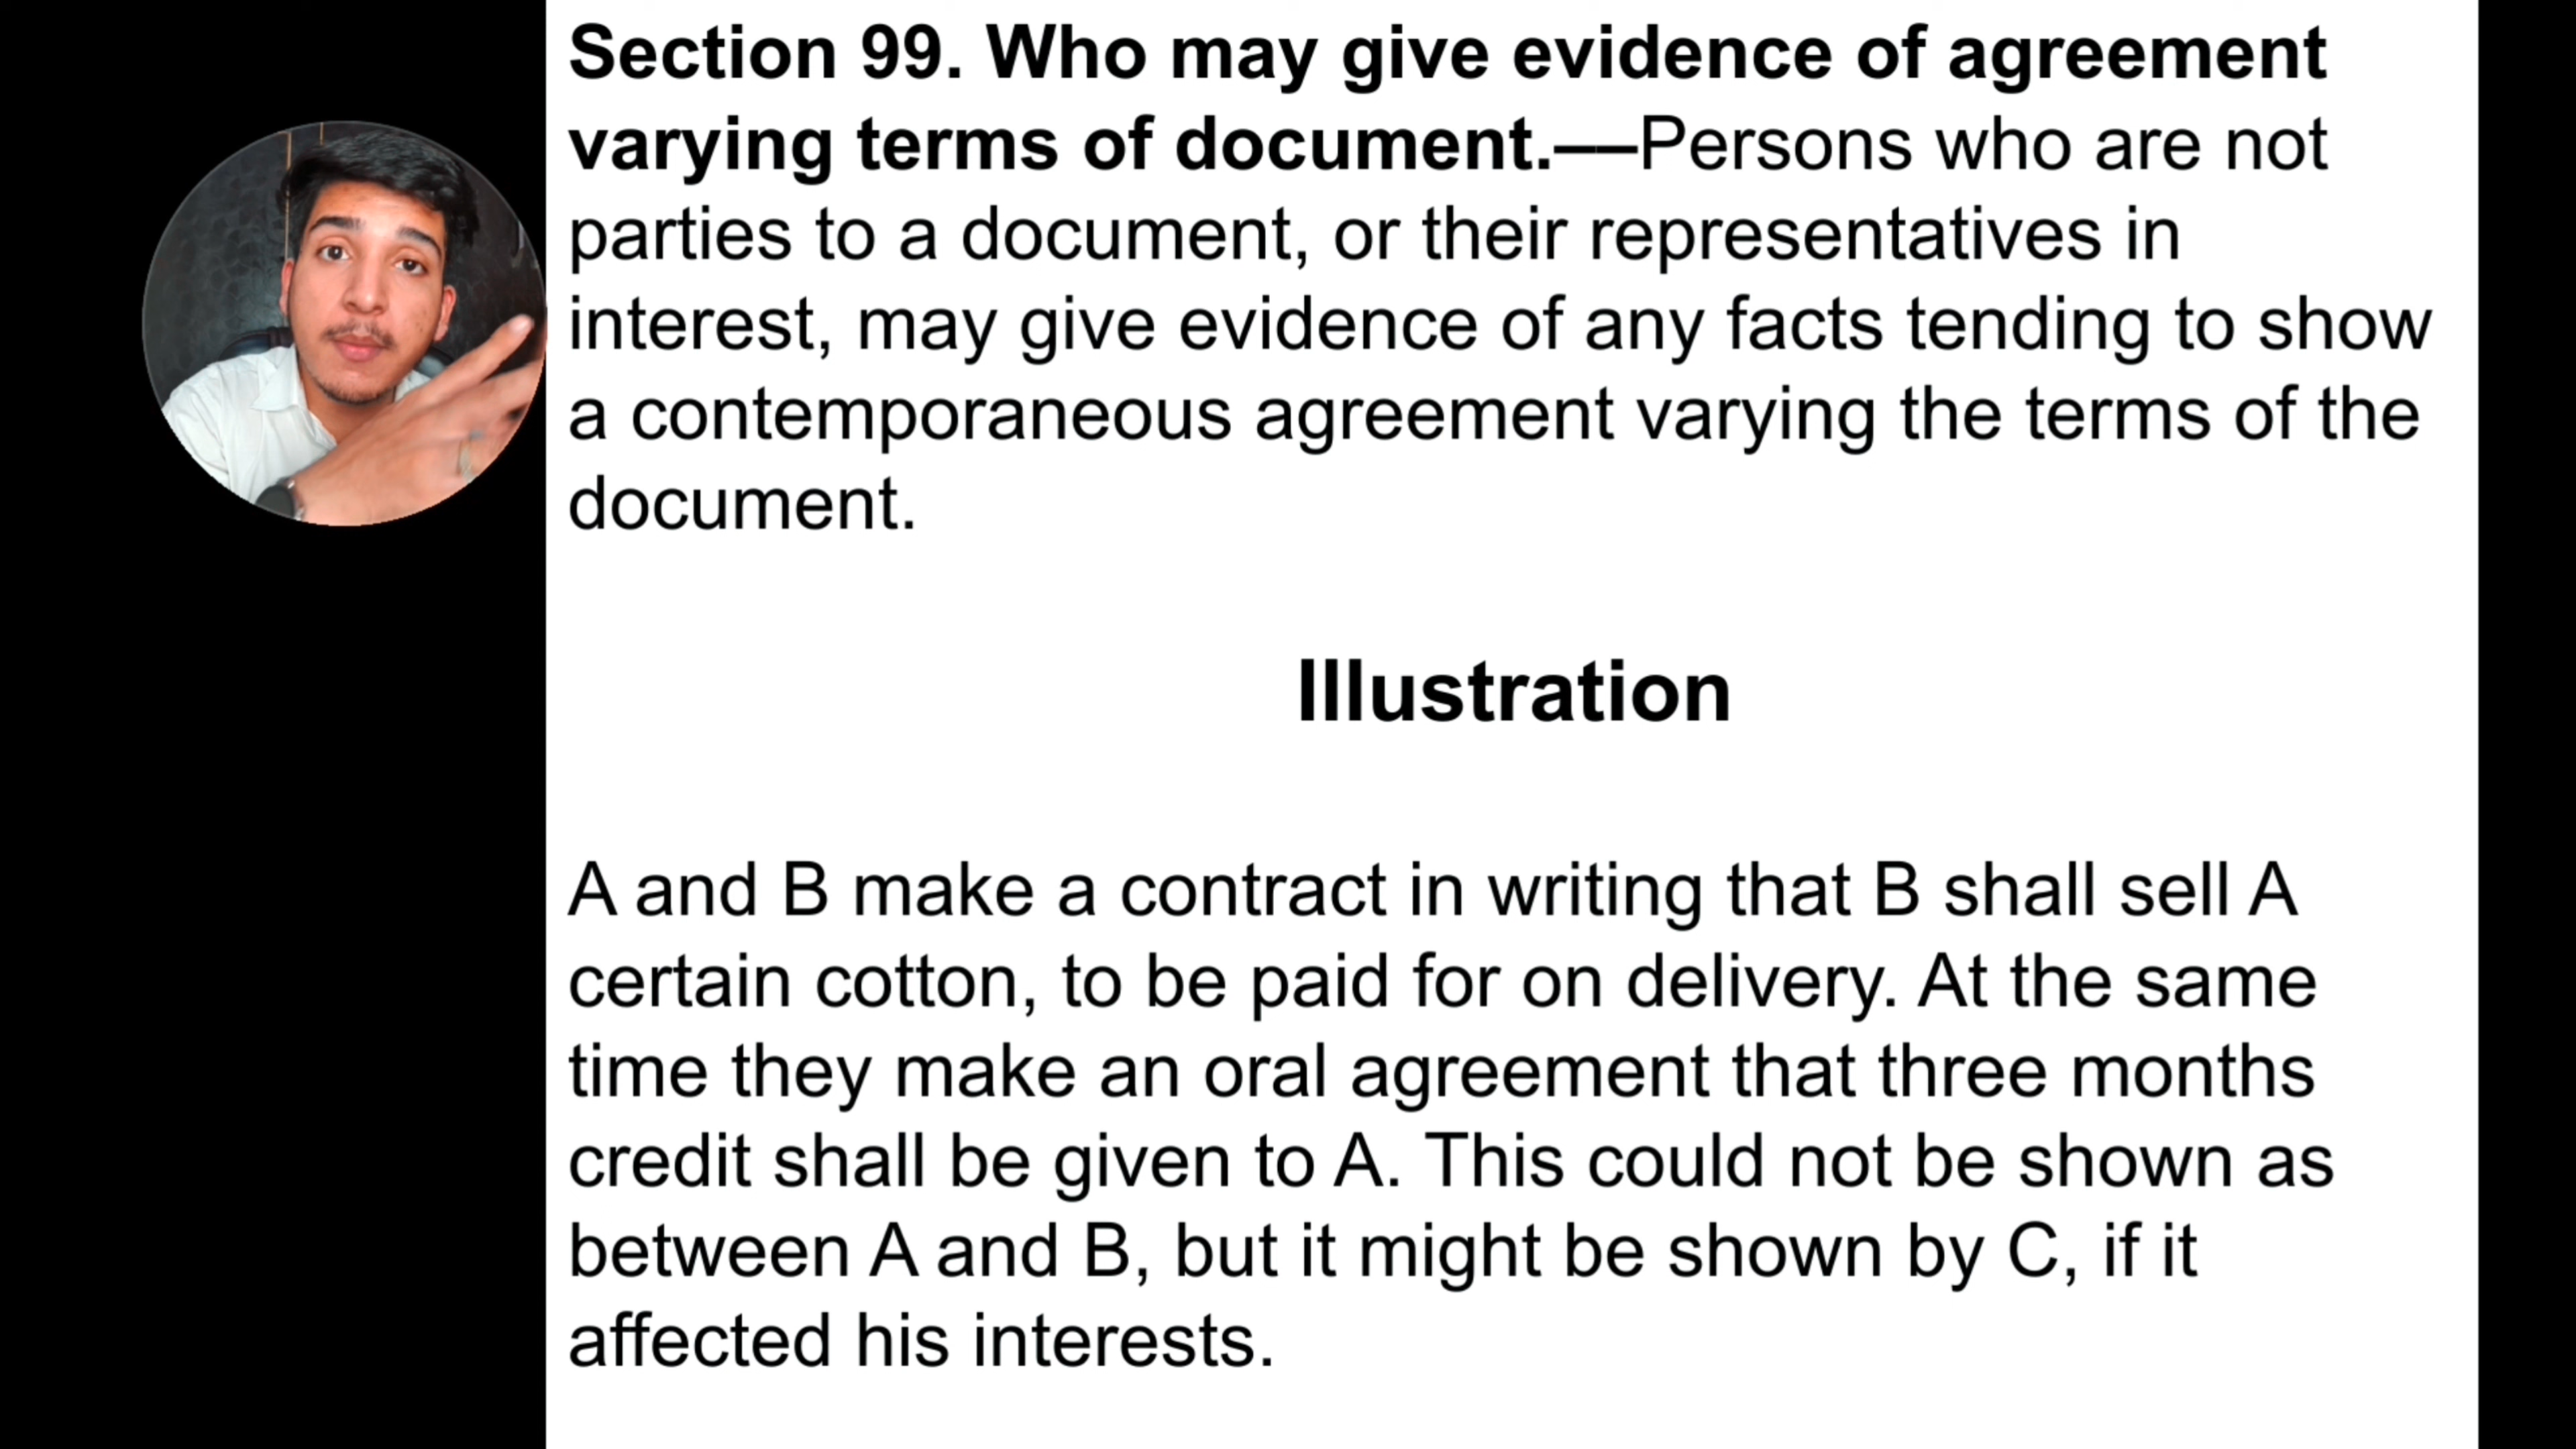 Section 99. Who may give evidence of agreement
varying terms of document.––Persons who are not
parties to a document, or their representatives in
interest, may give evidence of any facts tending to show
a contemporaneous agreement varying the terms of the
document.
Illustration
A and B make a contract in writing that B shall sell A
certain cotton, to be paid for on delivery. At the same
time they make an oral agreement that three months
credit shall be given to A. This could not be shown as
between A and B, but it might be shown by C, if it
affected his interests.